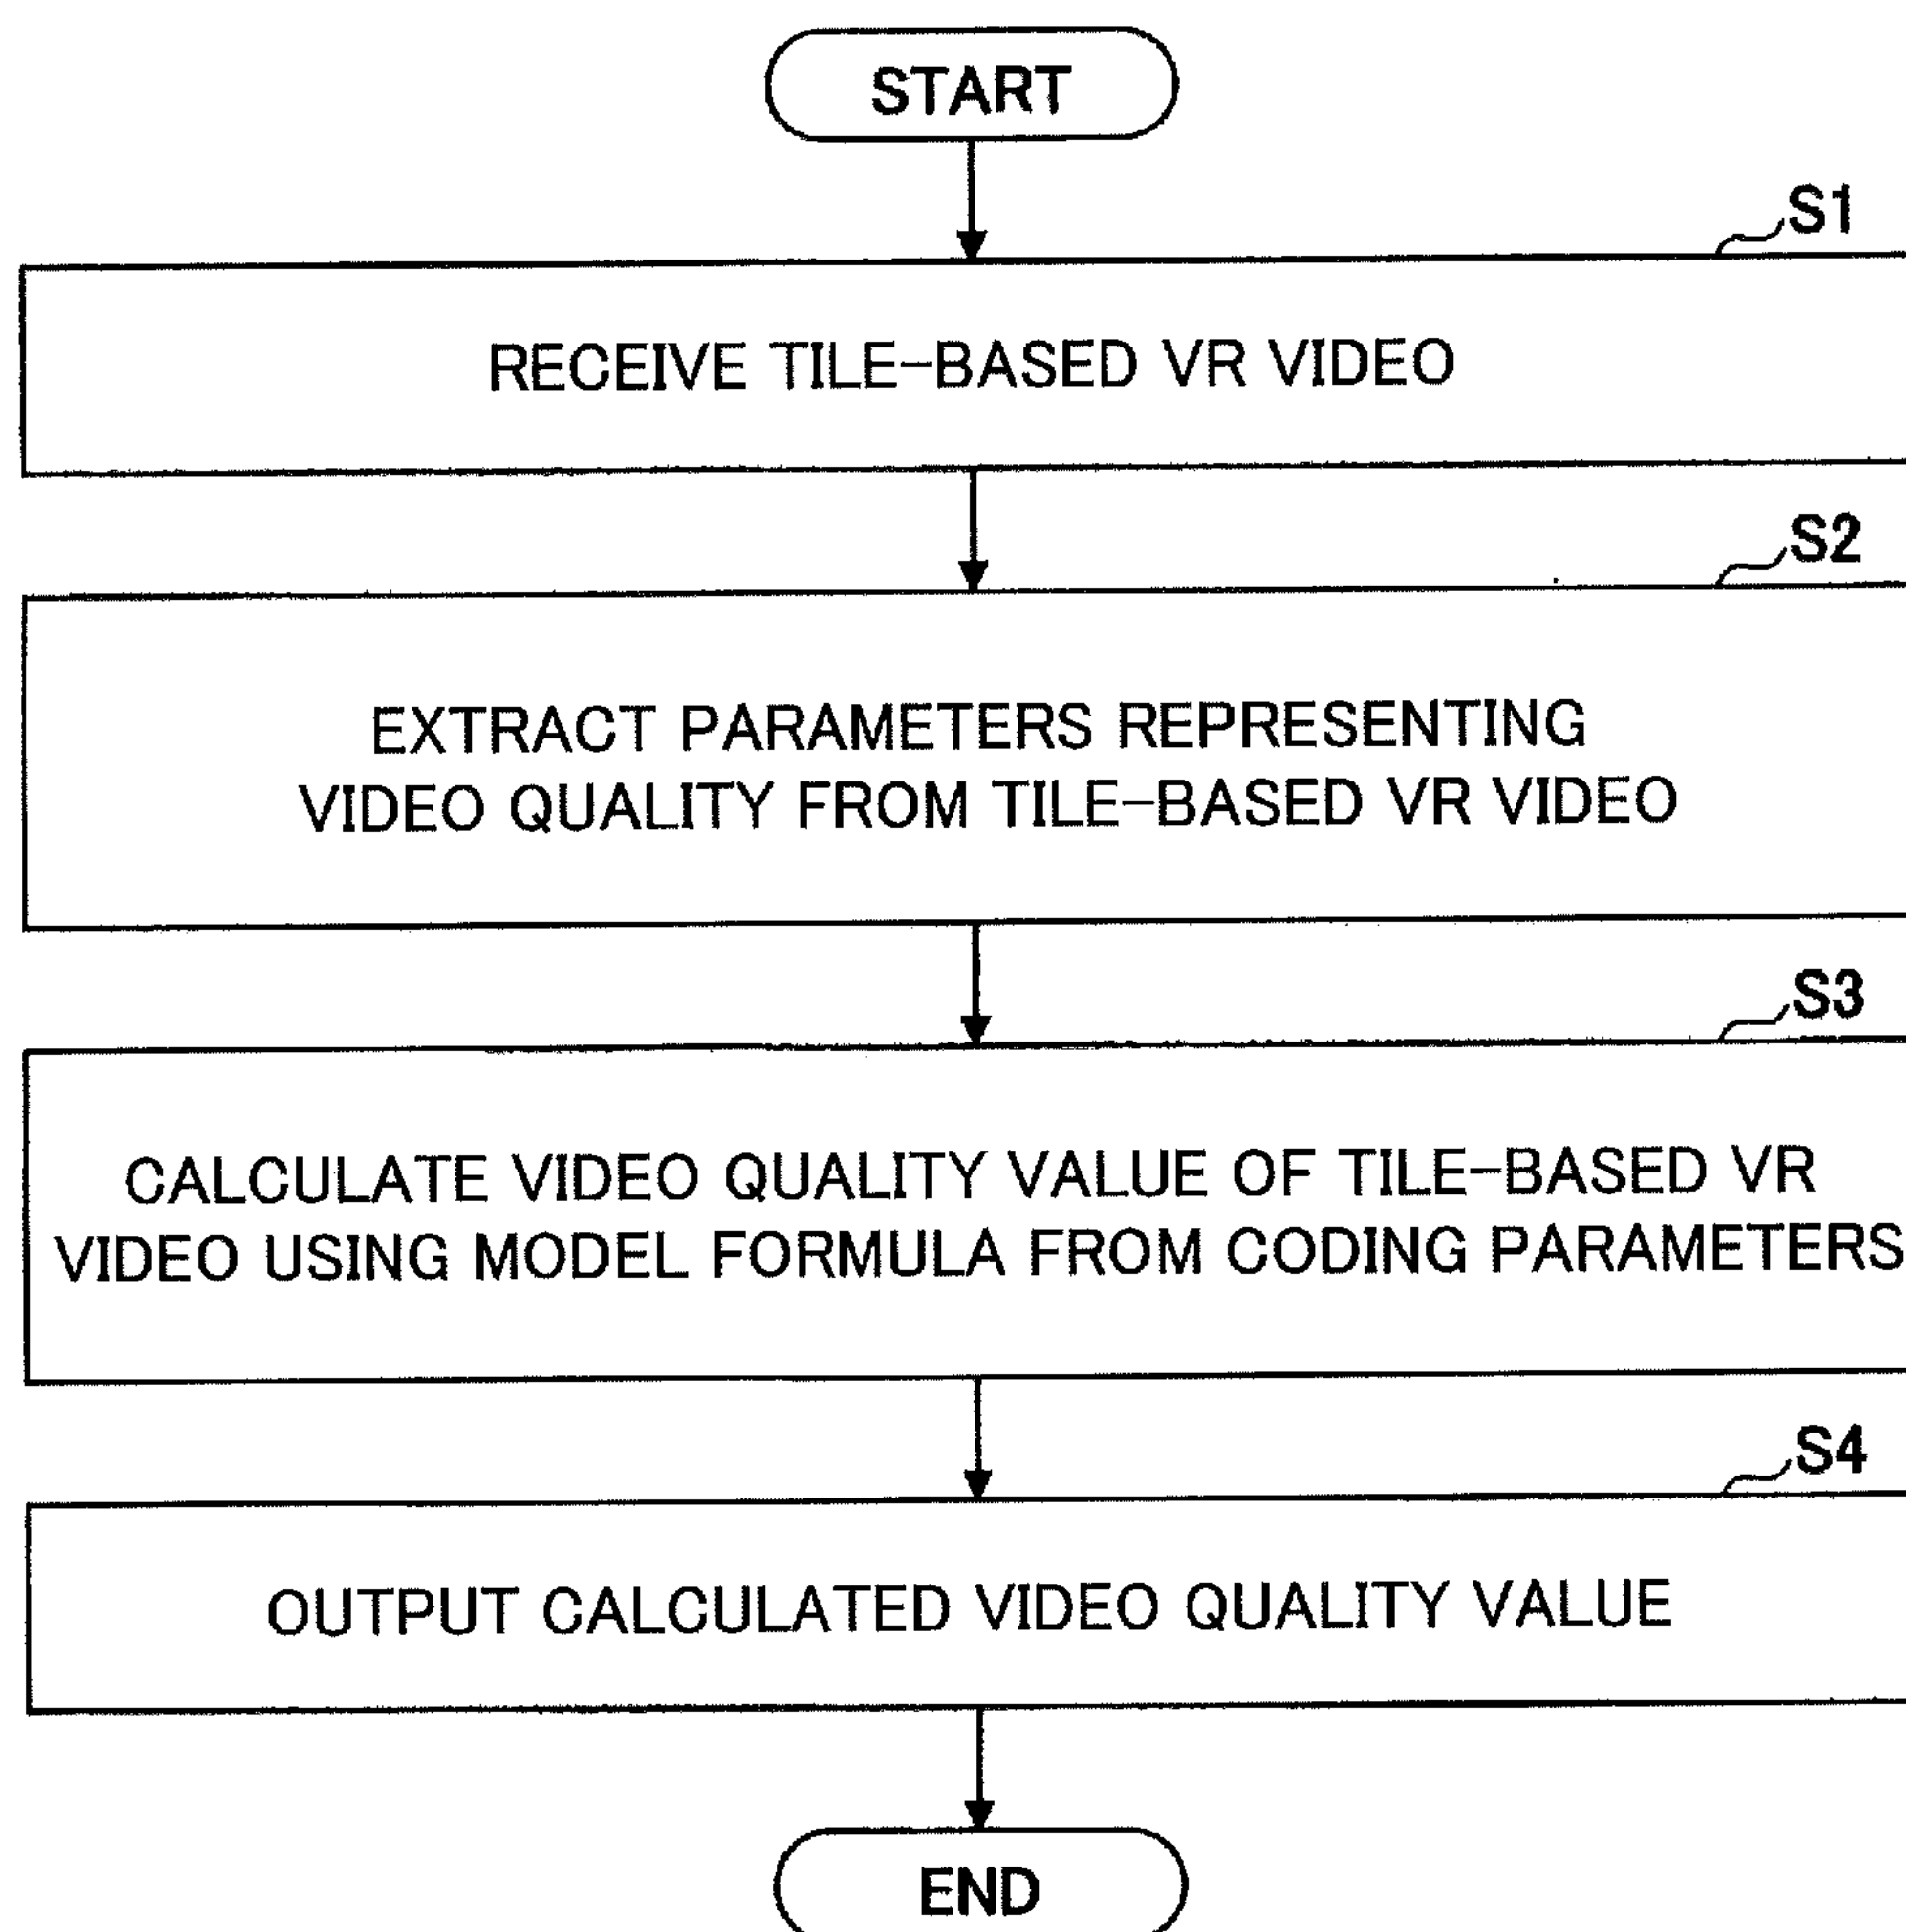 START
S1
RECEIVE TILE-BASED VR VIDEO
S2
EXTRACT PARAMETERS REPRESENTING
VIDEO QUALITY FROM TILE-BASED VR VIDEO
S3
CALCULATE VIDEO QUALITY VALUE OF TILE-BASED VR
VIDEO USING MODEL FORMULA FROM CODING PARAMETERS
S4
OUTPUT CALCULATED VIDEO QUALITY VALUE
END